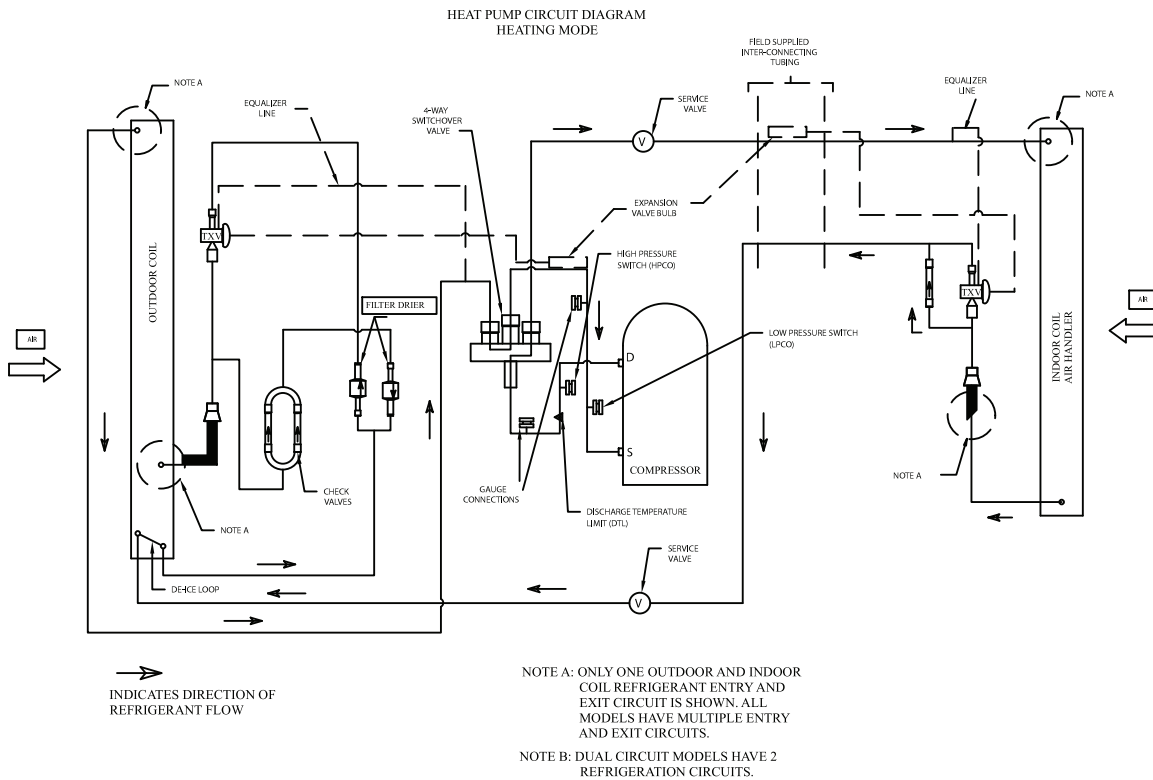 HEAT PUMP CIRCUIT DIAGRAM
HEATING MODE
FIELD SUPPLIED
INTER-CONNECTING
TUBING
NOTE A
EQUALIZER
LINE
4-WAY
SWITCHOVER
VALVE
SERVICE
VALVE
EQUALIZER
LINE
NOTE A
V
TXV
OUTDOOR COIL
EXPANSION
VALVE BULB
HIGH PRESSURE
SWITCH (HPCO)
FILTER DRIER
TXV
AIR
AIR
LOW PRESSURE SWITCH
(LPCO)
INDOOR COIL
AIR HANDLER
D
S
COMPRESSOR
GAUGE
CONNECTIONS
CHECK
VALVES
NOTE A
NOTE A
DISCHARGE TEMPERATURE
LIMIT (DTL)
SERVICE
VALVE
DE-ICE LOOP
V
INDICATES DIRECTION OF
REFRIGERANT FLOW
NOTE A: ONLY ONE OUTDOOR AND INDOOR
COIL REFRIGERANT ENTRY AND
EXIT CIRCUIT IS SHOWN. ALL
MODELS HAVE MULTIPLE ENTRY
AND EXIT CIRCUITS.
NOTE B: DUAL CIRCUIT MODELS HAVE 2
REFRIGERATION CIRCUITS.